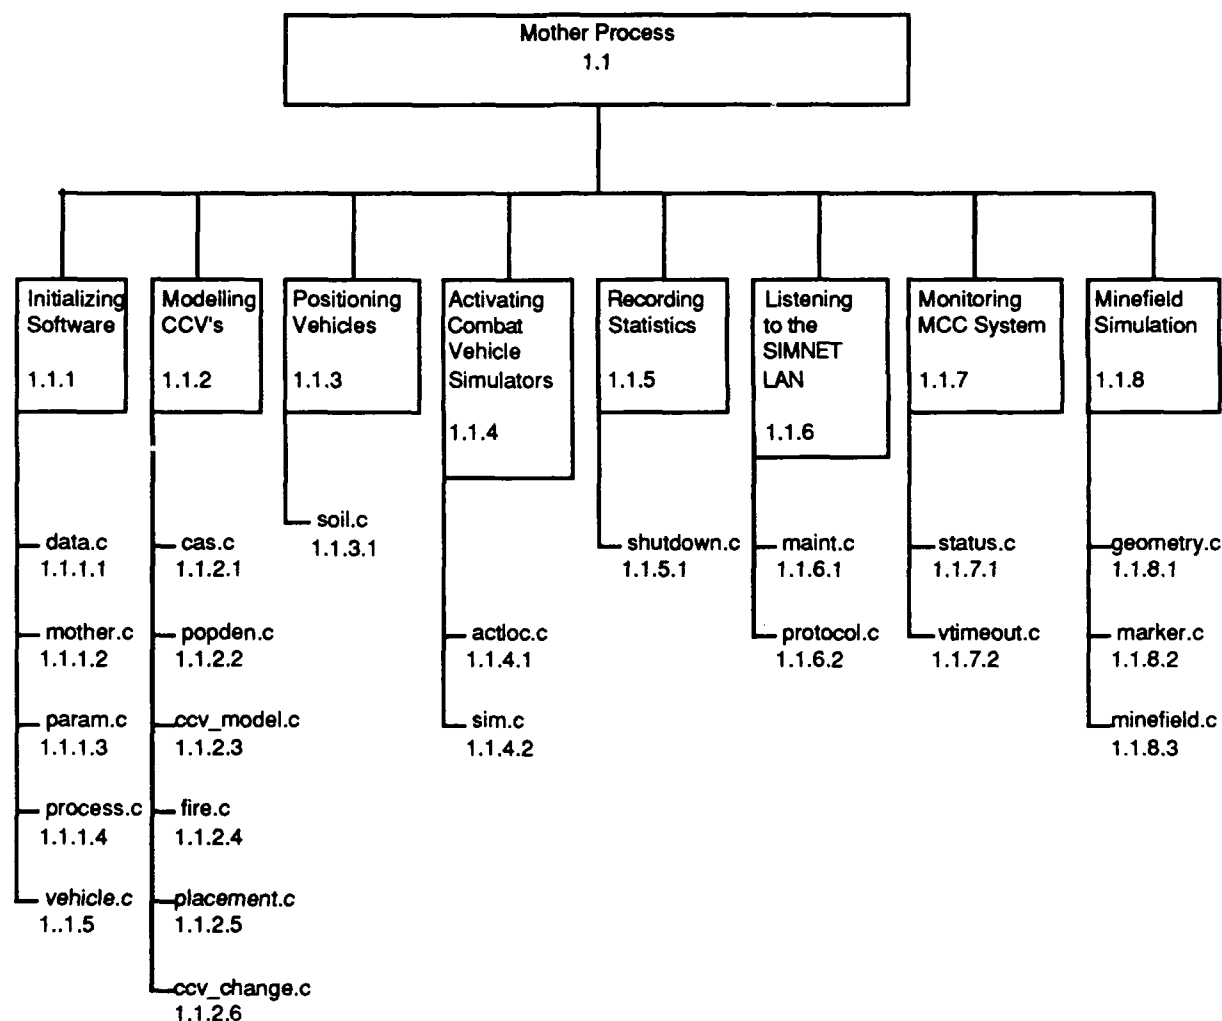 Mother Process
1.1
Initializing
Software
1.1.1
Modelling
CCV's
1.1.2
Positioning
Vehicles
1.1.3
Activating
Combat
Vehicle
Simulators
1.1.4
Recording
Statistics
1.1.5
Listening
to the
SIMNET
LAN
1.1.6
Monitoring
MCC System
1.1.7
Minefield
Simulation
1.1.8
data.c
1.1.1.1
mother.c
1.1.1.2
param.c
1.1.1.3
process.c
1.1.1.4
vehicle.c
1..1.5
cas.c
1.1.2.1
popden.c
1.1.2.2
ccv_model.c
1.1.2.3
fire.c
1.1.2.4
placement.c
1.1.2.5
ccv_change.c
1.1.2.6
soil.c
1.1.3.1
actloc.c
1.1.4.1
sim.c
1.1.4.2
shutdown.c
1.1.5.1
maint.c
1.1.6.1
protocol.c
1.1.6.2
status.c
1.1.7.1
vtimeout.c
1.1.7.2
geometry.c
1.1.8.1
marker.c
1.1.8.2
minefield.c
1.1.8.3